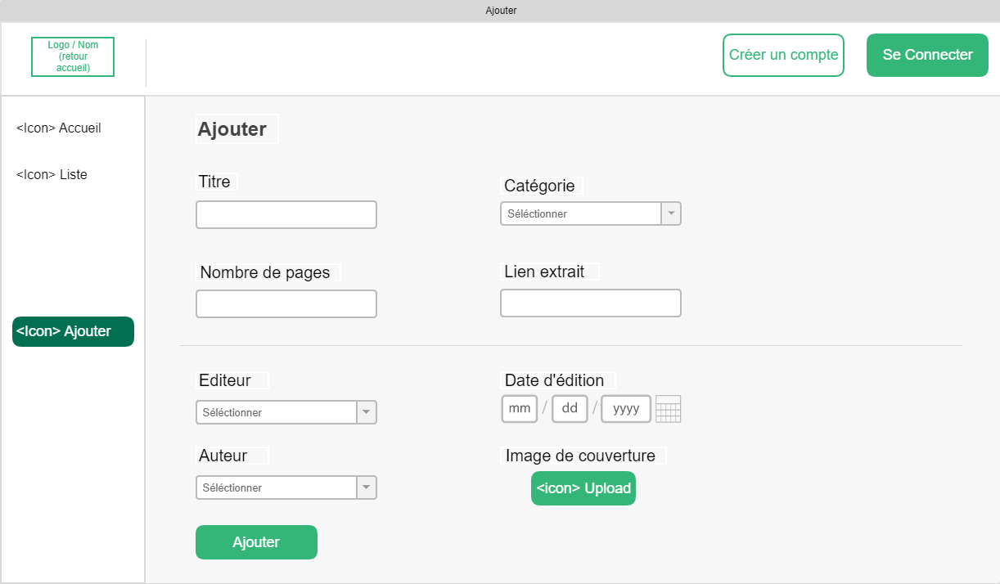 Ajouter
Logo / Nom
(retour
accueil)
Créer un compte
Se Connecter
<Icon> Accueil
<Icon> Liste
<Icon> Ajouter
Ajouter
Titre
Catégorie
Séléctionner
Nombre de pages
Lien extrait
Editeur
Date d'édition
Séléctionner
mm / dd / yyyy
Auteur
Image de couverture
Séléctionner
<icon> Upload
Ajouter